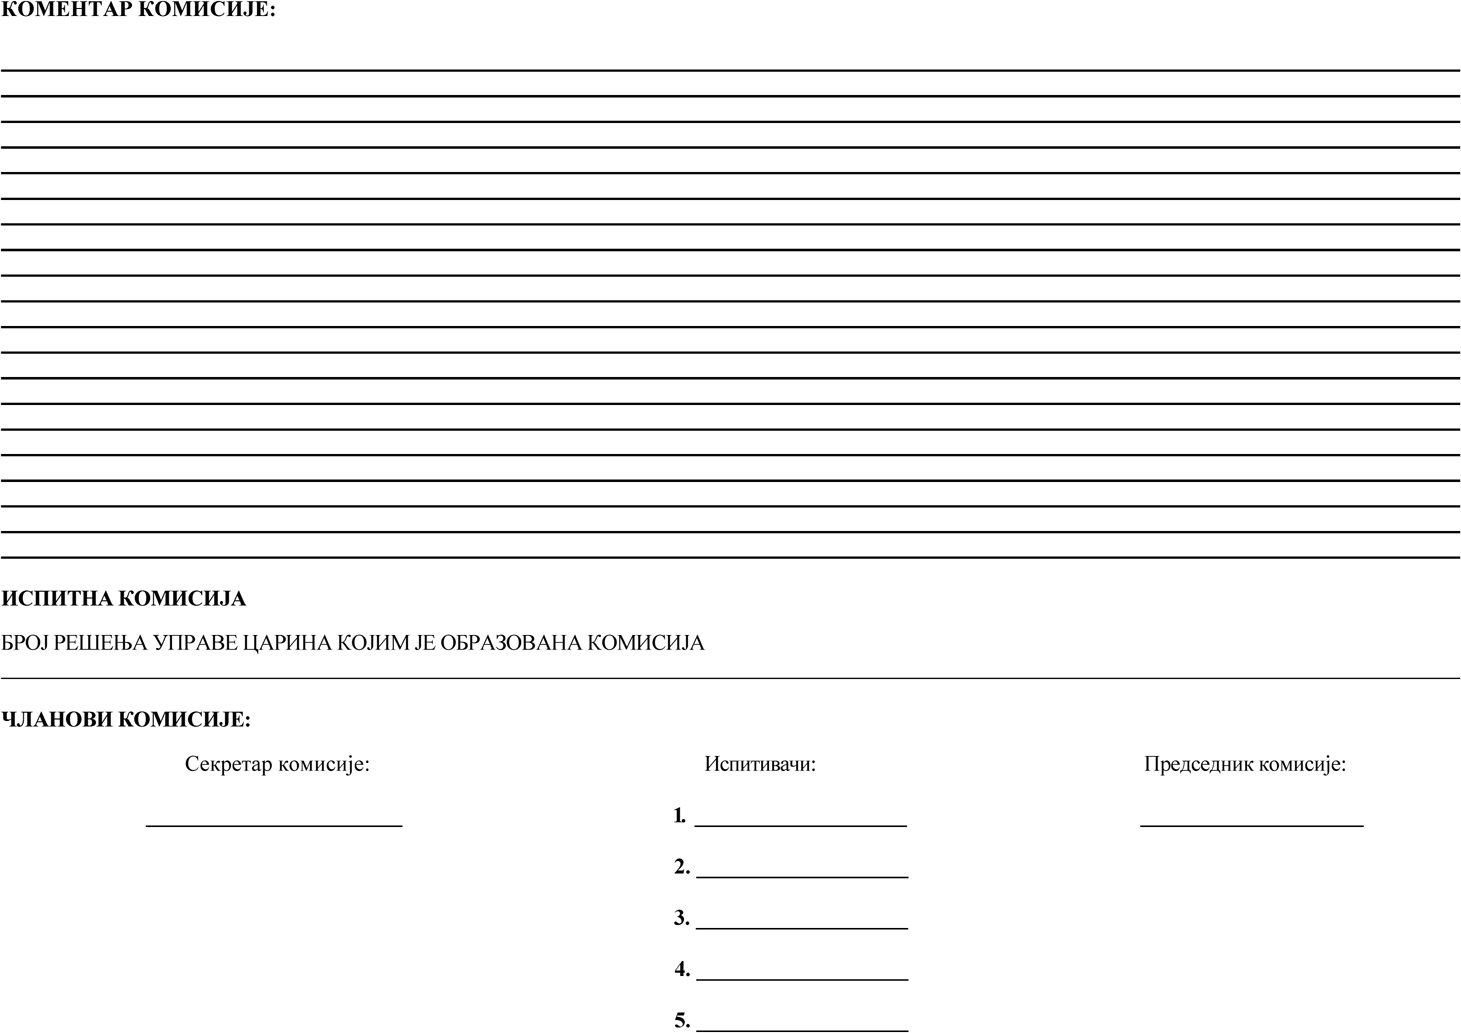 КОМЕНТАР КОМИСИЈЕ:
ИСПИТНА КОМИСИЈА
БРОЈ РЕШЕЊА УПРАВЕ ЦАРИНА КОЈИМ ЈЕ ОБРАЗОВАНА КОМИСИЈА
ЧЛАНОВИ КОМИСИЈЕ:
Секретар комисије: Испитивачи: Председник комисије:
1.
2.
3.
4.
5.